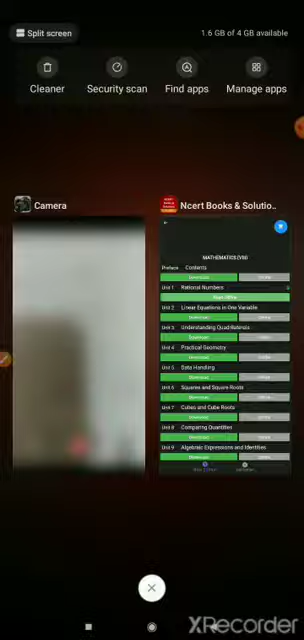 Split screen
1.6 GB of 4 GB available
Cleaner
Security scan
Find apps
Manage apps
Camera
Ncert Books & Solutio..
MATHEMATICS (VIII)
Preface Contents
Unit 1 Rational Numbers
Unit 2 Linear Equations in One Variable
Unit 3 Understanding Quadrilaterals
Unit 4 Practical Geometry
Unit 5 Data Handling
Unit 6 Squares and Square Roots
Unit 7 Cubes and Cube Roots
Unit 8 Comparing Quantities
Unit 9 Algebraic Expressions and Identities
XRecorder